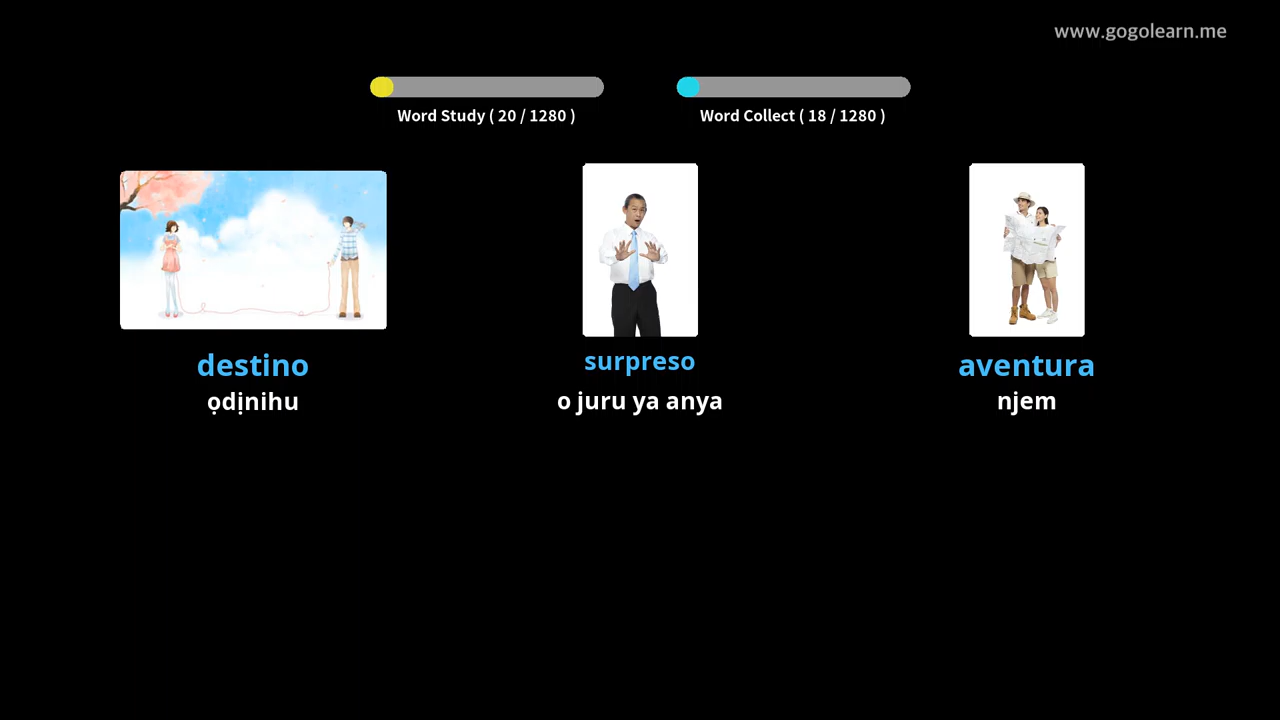 www.gogolearn.me
Word Study ( 20 / 1280 )
Word Collect ( 18 / 1280 )
destino
surpreso
aventura
ọdịnihu
o juru ya anya
njem